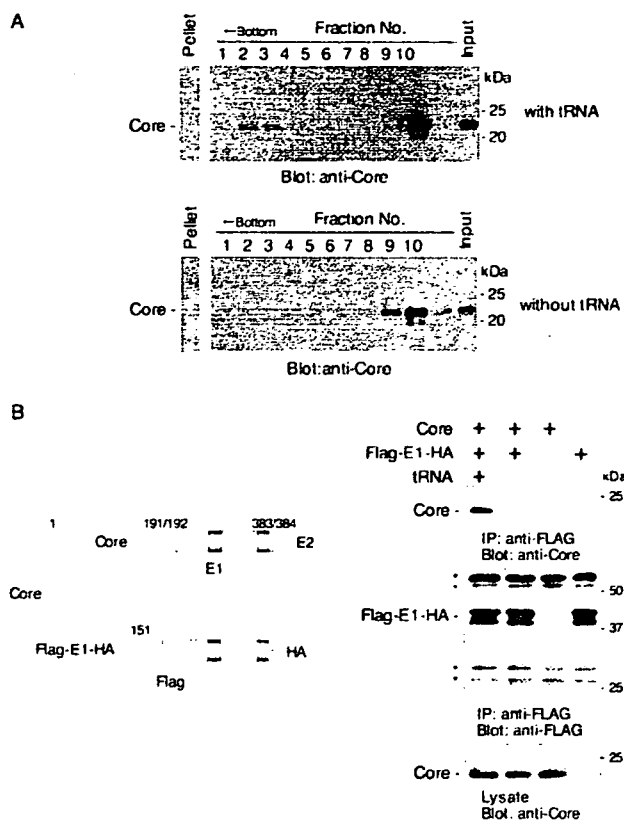 A
Pellet
←Bottom Fraction No. Input
1 2 3 4 5 6 7 8 9 10
kDa
Core - - 25 with tRNA
- 20
Blot: anti-Core
Pellet
←Bottom Fraction No. Input
1 2 3 4 5 6 7 8 9 10
kDa
- 25
Core - without tRNA
- 20
Blot:anti-Core
B
Core + + +
Flag-E1-HA + + +
tRNA + kDa
- 25
Core -
IP: anti-FLAG
Blot: anti-Core
1 191/192 383/384
Core E2
E1
Core
151
Flag-E1-HA HA
Flag
- 50
Flag-E1-HA -
- 37
- 25
IP: anti-FLAG
Blot: anti-FLAG
- 25
Core -
Lysate
Blot. anti-Core